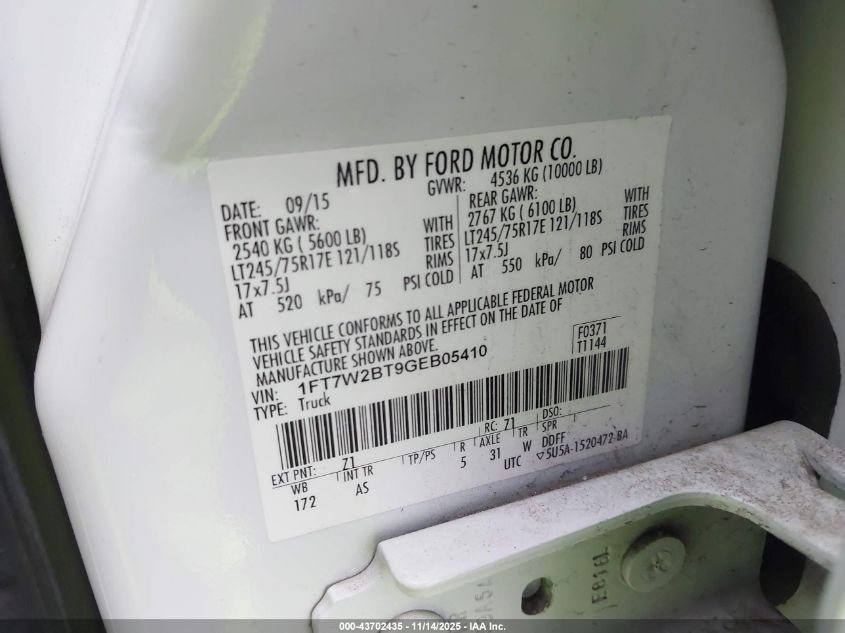 MFD. BY FORD MOTOR CO.
DATE: 09/15 GVWR: 4536 KG (10000 LB)
FRONT GAWR: REAR GAWR:
2540 KG ( 5600 LB) WITH 2767 KG ( 6100 LB) WITH
LT245/75R17E 121/118S TIRES LT245/75R17E 121/118S TIRES
17x7.5J RIMS 17x7.5J RIMS
AT 520 kPa/ 75 PSI COLD AT 550 kPa/ 80 PSI COLD
THIS VEHICLE CONFORMS TO ALL APPLICABLE FEDERAL MOTOR
VEHICLE SAFETY STANDARDS IN EFFECT ON THE DATE OF
MANUFACTURE SHOWN ABOVE.
F0371
VIN: 1FT7W2BT9GEB05410
T1144
TYPE: Truck
EXT PNT: Z1 RC: Z1 DSO:
WB INT TR TP/PS R AXLE TR SPR
172 AS 5 31 W DDFF
UTC ▽5U5A-1520472-BA
E816L
000-43702435 - 11/14/2025 - IAA Inc.